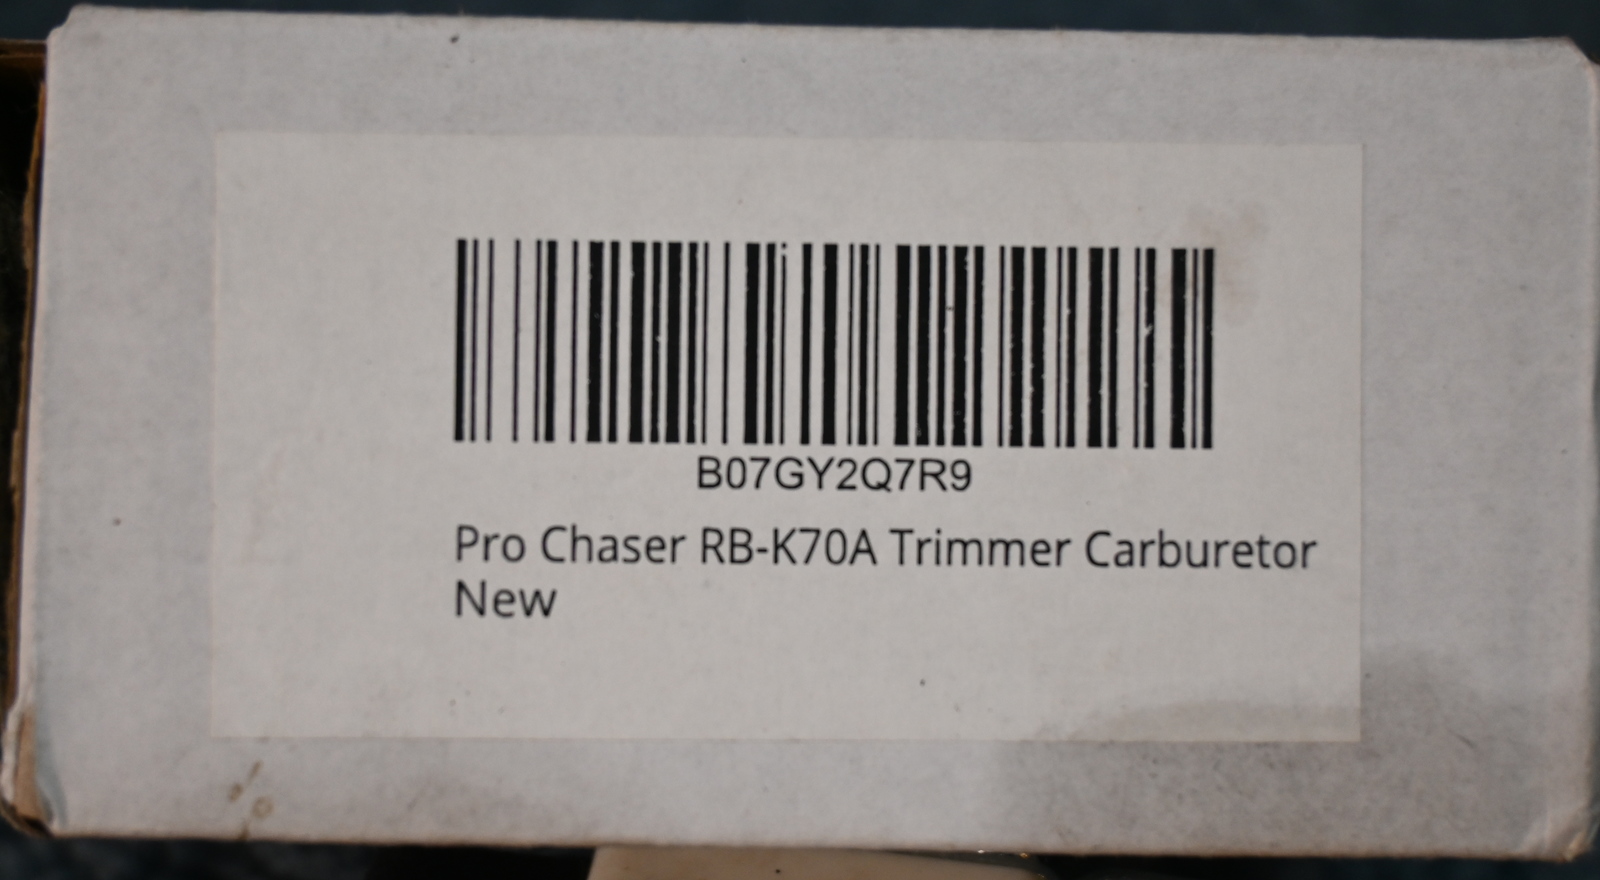 B07GY2Q7R9
Pro Chaser RB-K70A Trimmer Carburetor
New